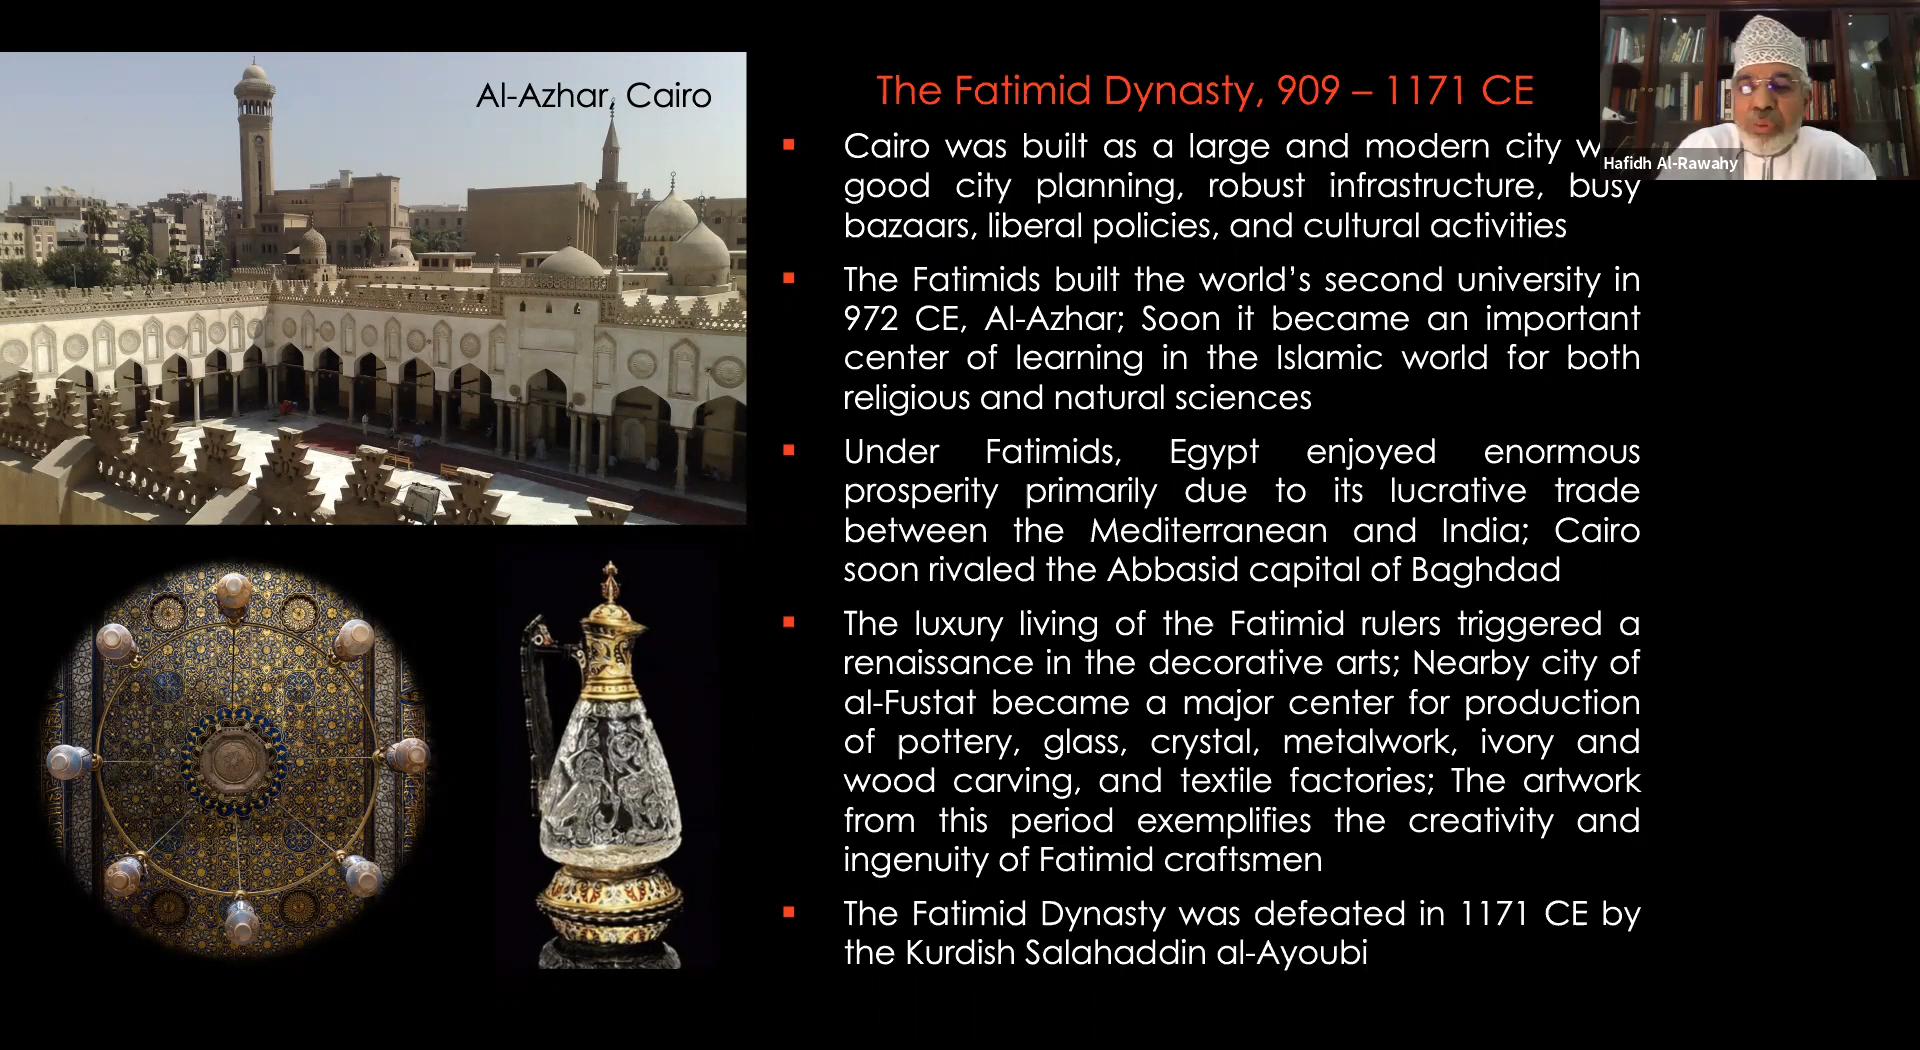 Al-Azhar, Cairo
The Fatimid Dynasty, 909 – 1171 CE
Hafidh Al-Rawahy
▪ Cairo was built as a large and modern city
good city planning, robust infrastructure, busy
bazaars, liberal policies, and cultural activities
▪ The Fatimids built the world’s second university in
972 CE, Al-Azhar; Soon it became an important
center of learning in the Islamic world for both
religious and natural sciences
▪ Under Fatimids, Egypt enjoyed enormous
prosperity primarily due to its lucrative trade
between the Mediterranean and India; Cairo
soon rivaled the Abbasid capital of Baghdad
▪ The luxury living of the Fatimid rulers triggered a
renaissance in the decorative arts; Nearby city of
al-Fustat became a major center for production
of pottery, glass, crystal, metalwork, ivory and
wood carving, and textile factories; The artwork
from this period exemplifies the creativity and
ingenuity of Fatimid craftsmen
▪ The Fatimid Dynasty was defeated in 1171 CE by
the Kurdish Salahaddin al-Ayoubi